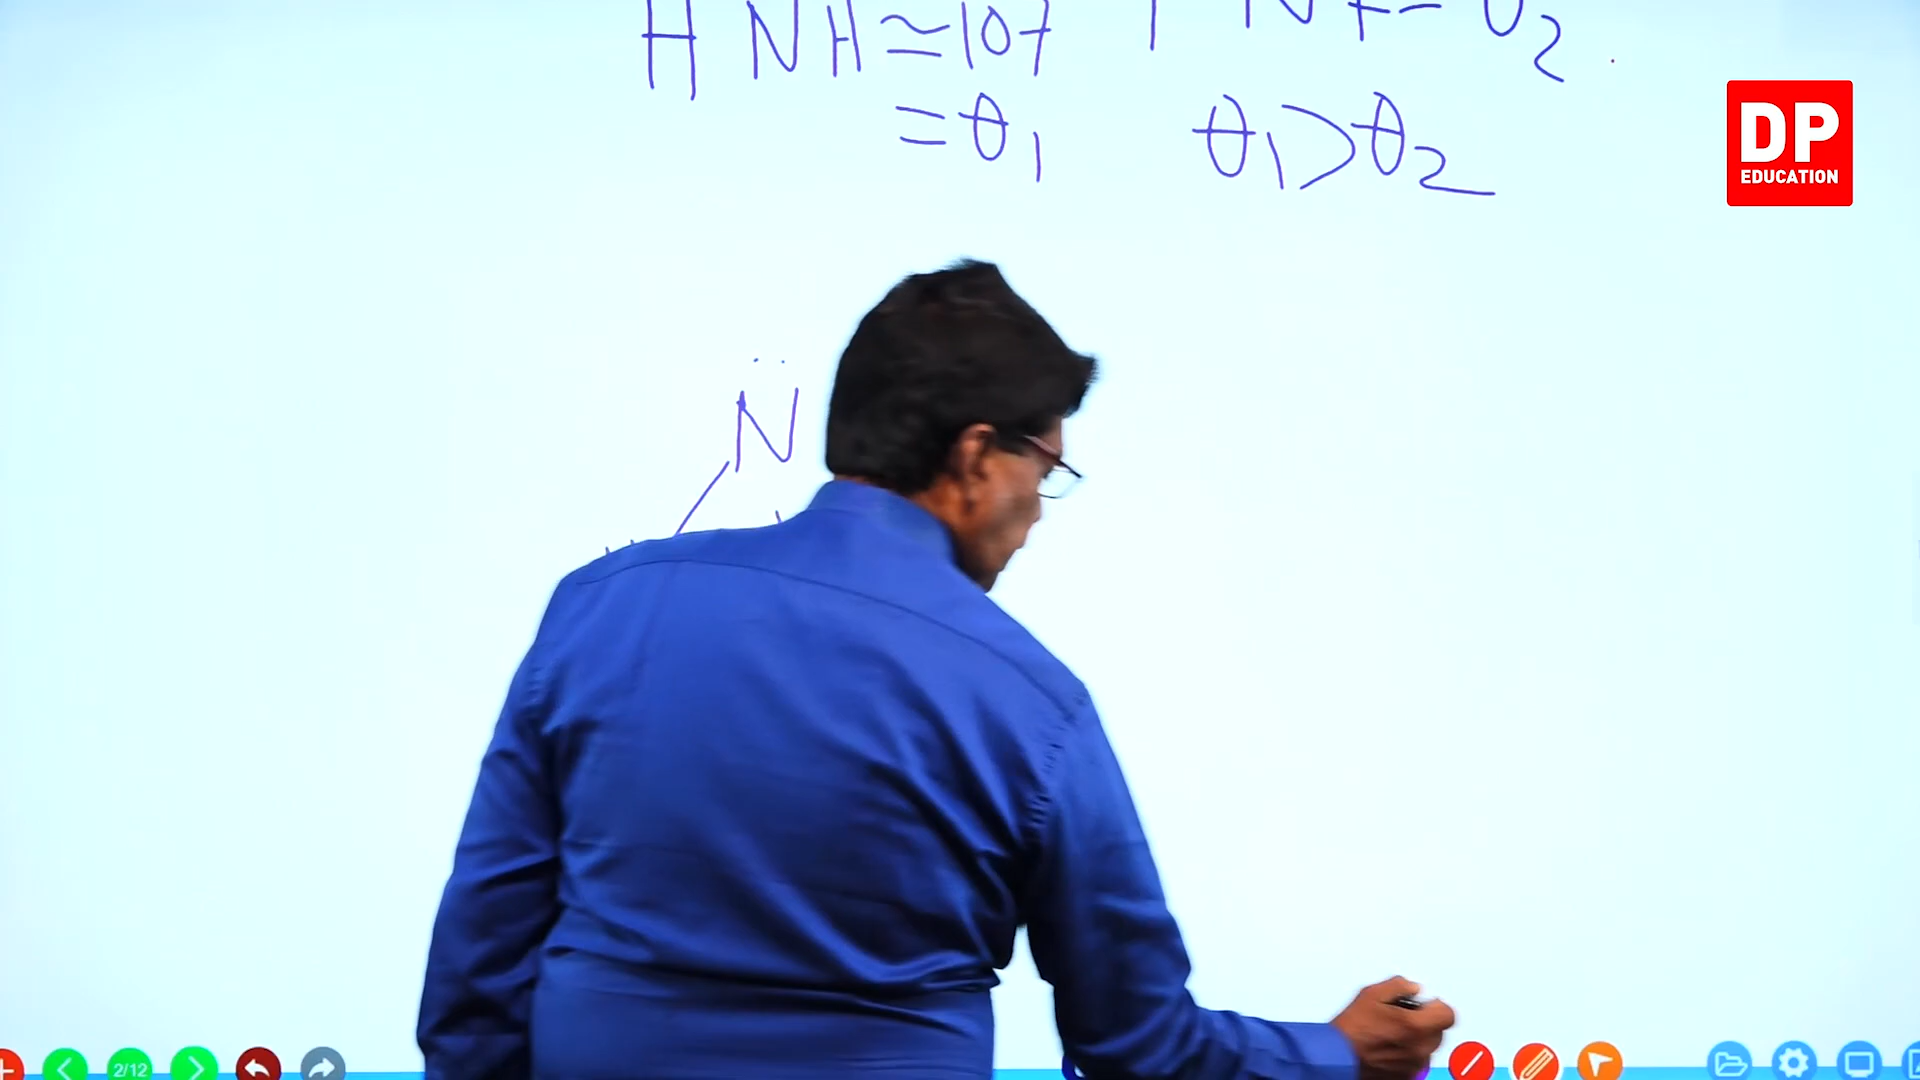 HNH ≃ 107
= θ₁ θ₁ > θ₂
DP
EDUCATION
N̈
2/12